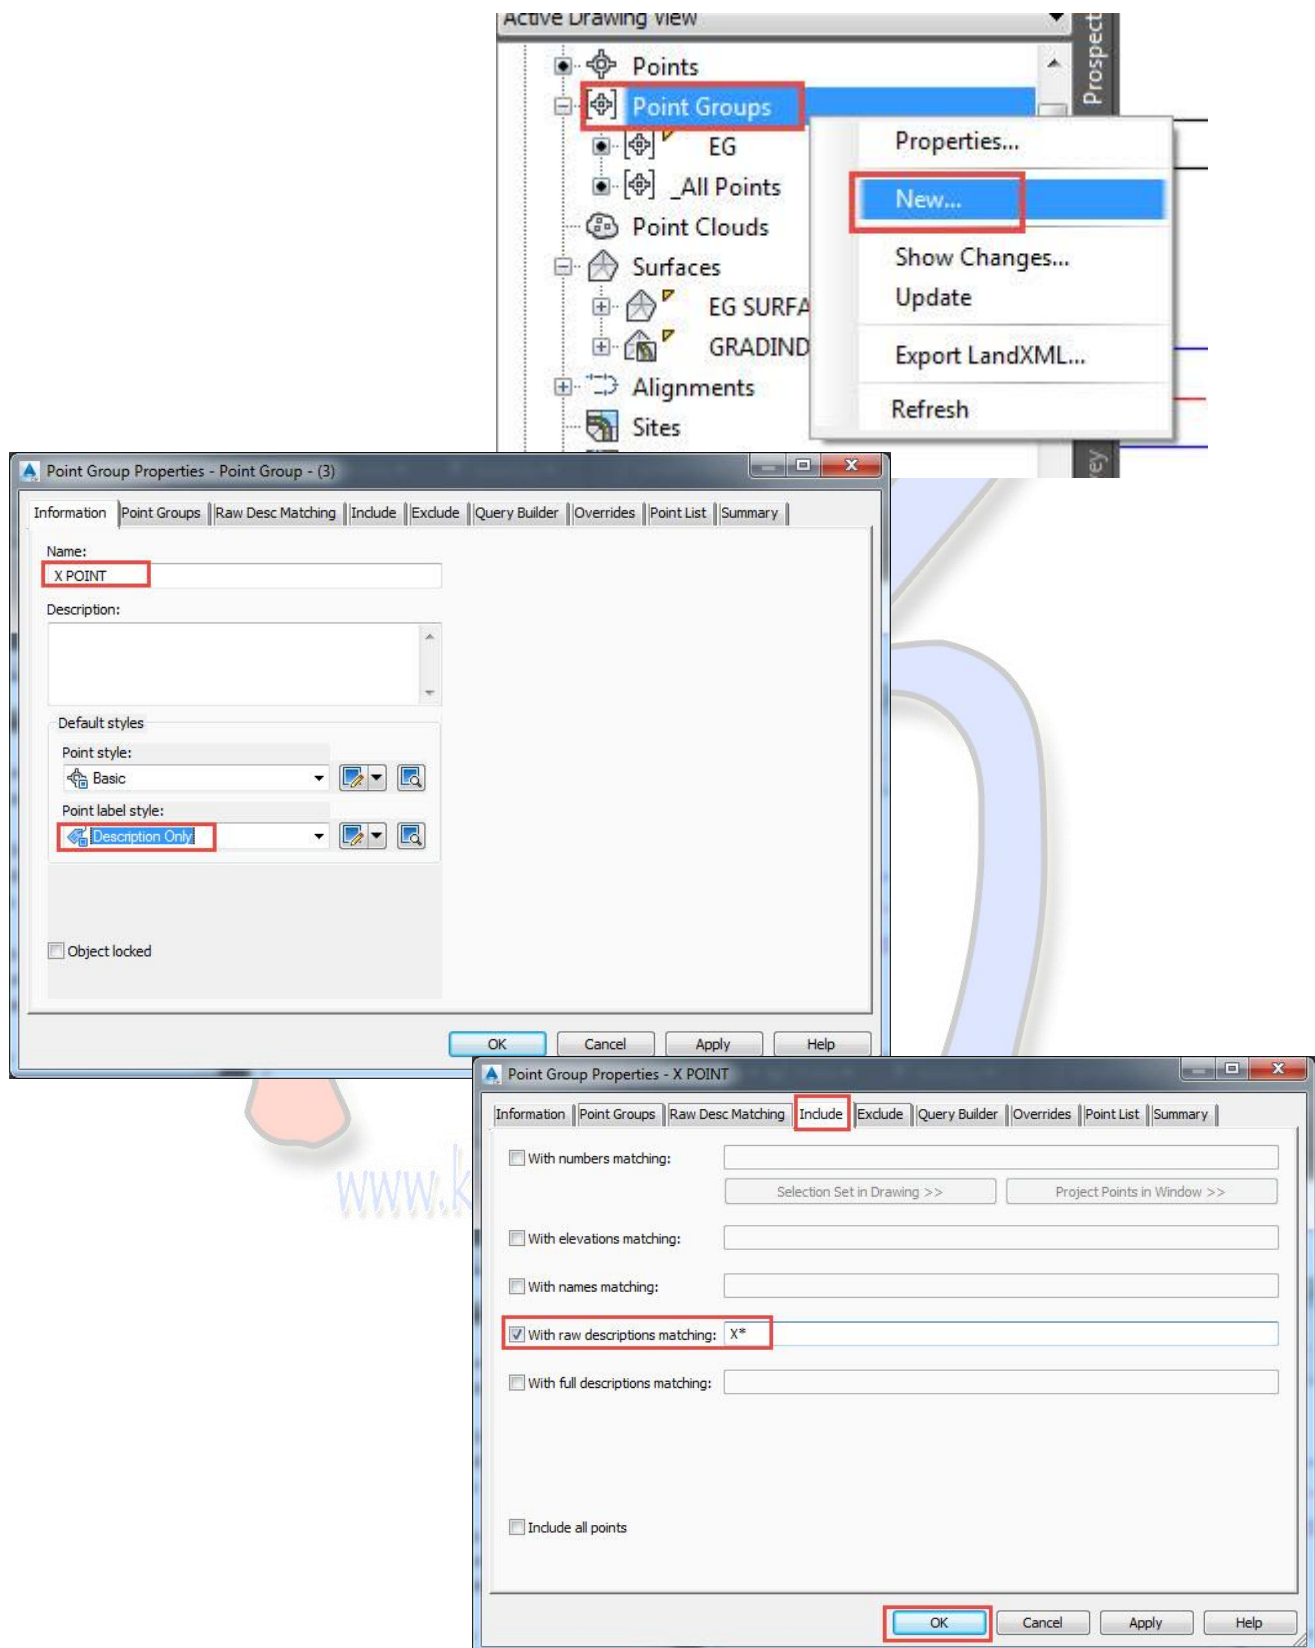 Active Drawing View
Prospect
Points
Point Groups
EG
_All Points
Point Clouds
Surfaces
EG SURFA
GRADIND
Alignments
Sites
Properties...
New...
Show Changes...
Update
Export LandXML...
Refresh
vey
Point Group Properties - Point Group - (3)
Information Point Groups Raw Desc Matching Include Exclude Query Builder Overrides Point List Summary
Name:
X POINT
Description:
Default styles
Point style:
Basic
Point label style:
Description Only
Object locked
OK Cancel Apply Help
www.k
Point Group Properties - X POINT
Information Point Groups Raw Desc Matching Include Exclude Query Builder Overrides Point List Summary
With numbers matching:
Selection Set in Drawing >> Project Points in Window >>
With elevations matching:
With names matching:
With raw descriptions matching: X*
With full descriptions matching:
Include all points
OK Cancel Apply Help